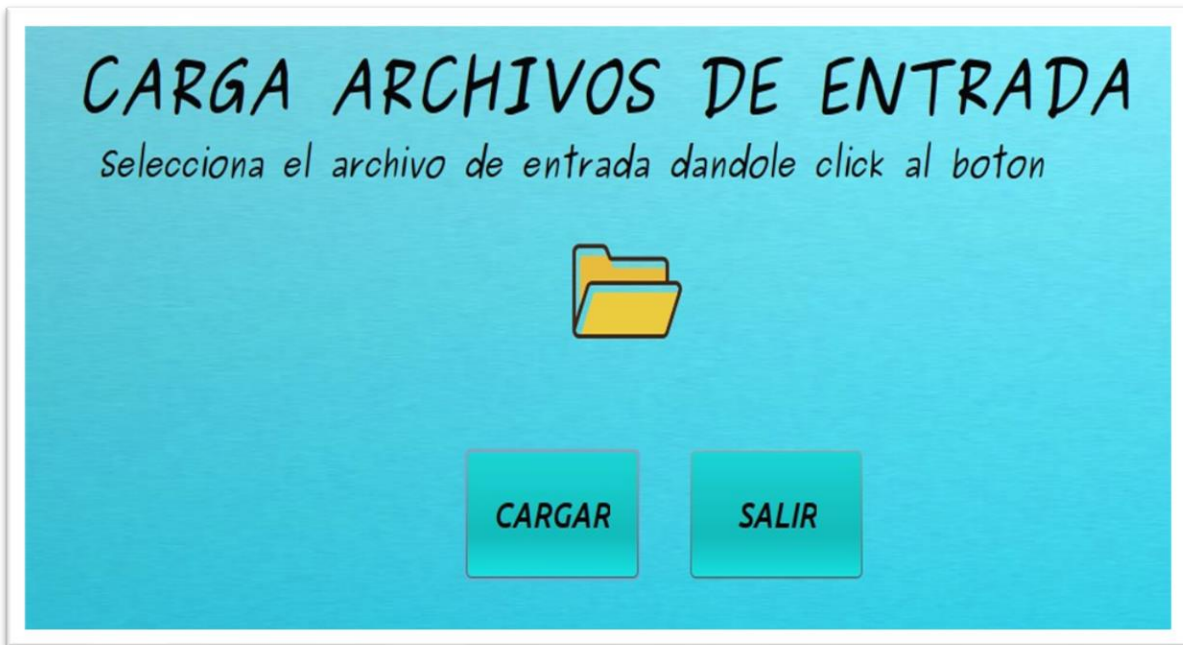 CARGA ARCHIVOS DE ENTRADA
Selecciona el archivo de entrada dandole click al boton
CARGAR
SALIR